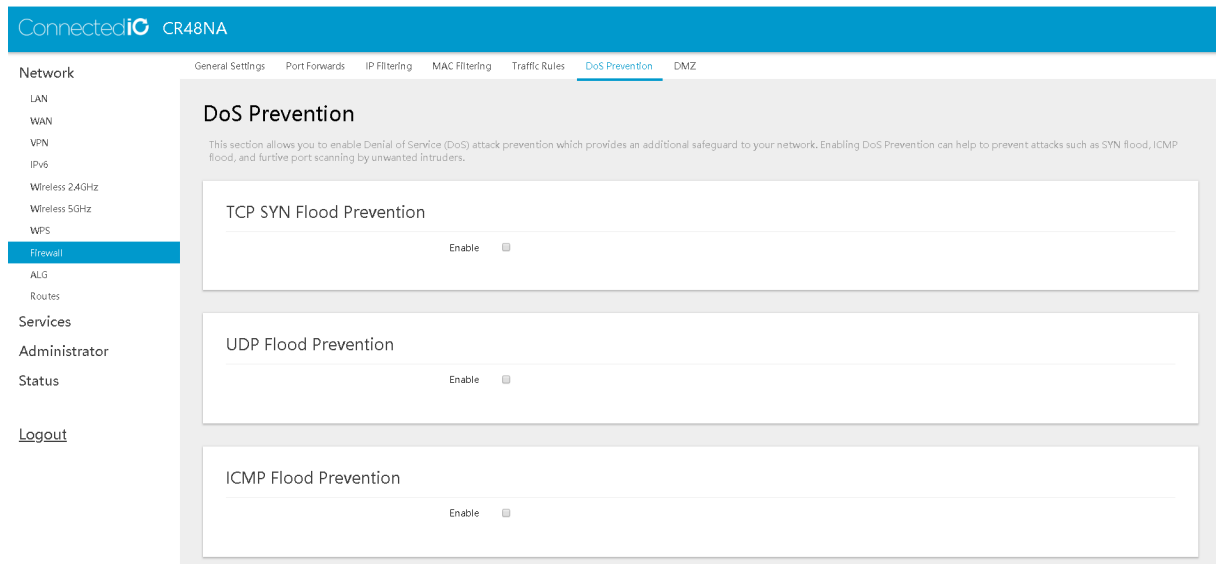 ConnectedIO CR48NA
Network
LAN
WAN
VPN
IPv6
Wireless 2.4GHz
Wireless 5GHz
WPS
Firewall
ALG
Routes
Services
Administrator
Status
Logout
General Settings Port Forwards IP Filtering MAC Filtering Traffic Rules DoS Prevention DMZ
DoS Prevention
This section allows you to enable Denial of Service (DoS) attack prevention which provides an additional safeguard to your network. Enabling DoS Prevention can help to prevent attacks such as SYN flood, ICMP
flood, and furtive port scanning by unwanted intruders.
TCP SYN Flood Prevention
Enable
UDP Flood Prevention
Enable
ICMP Flood Prevention
Enable